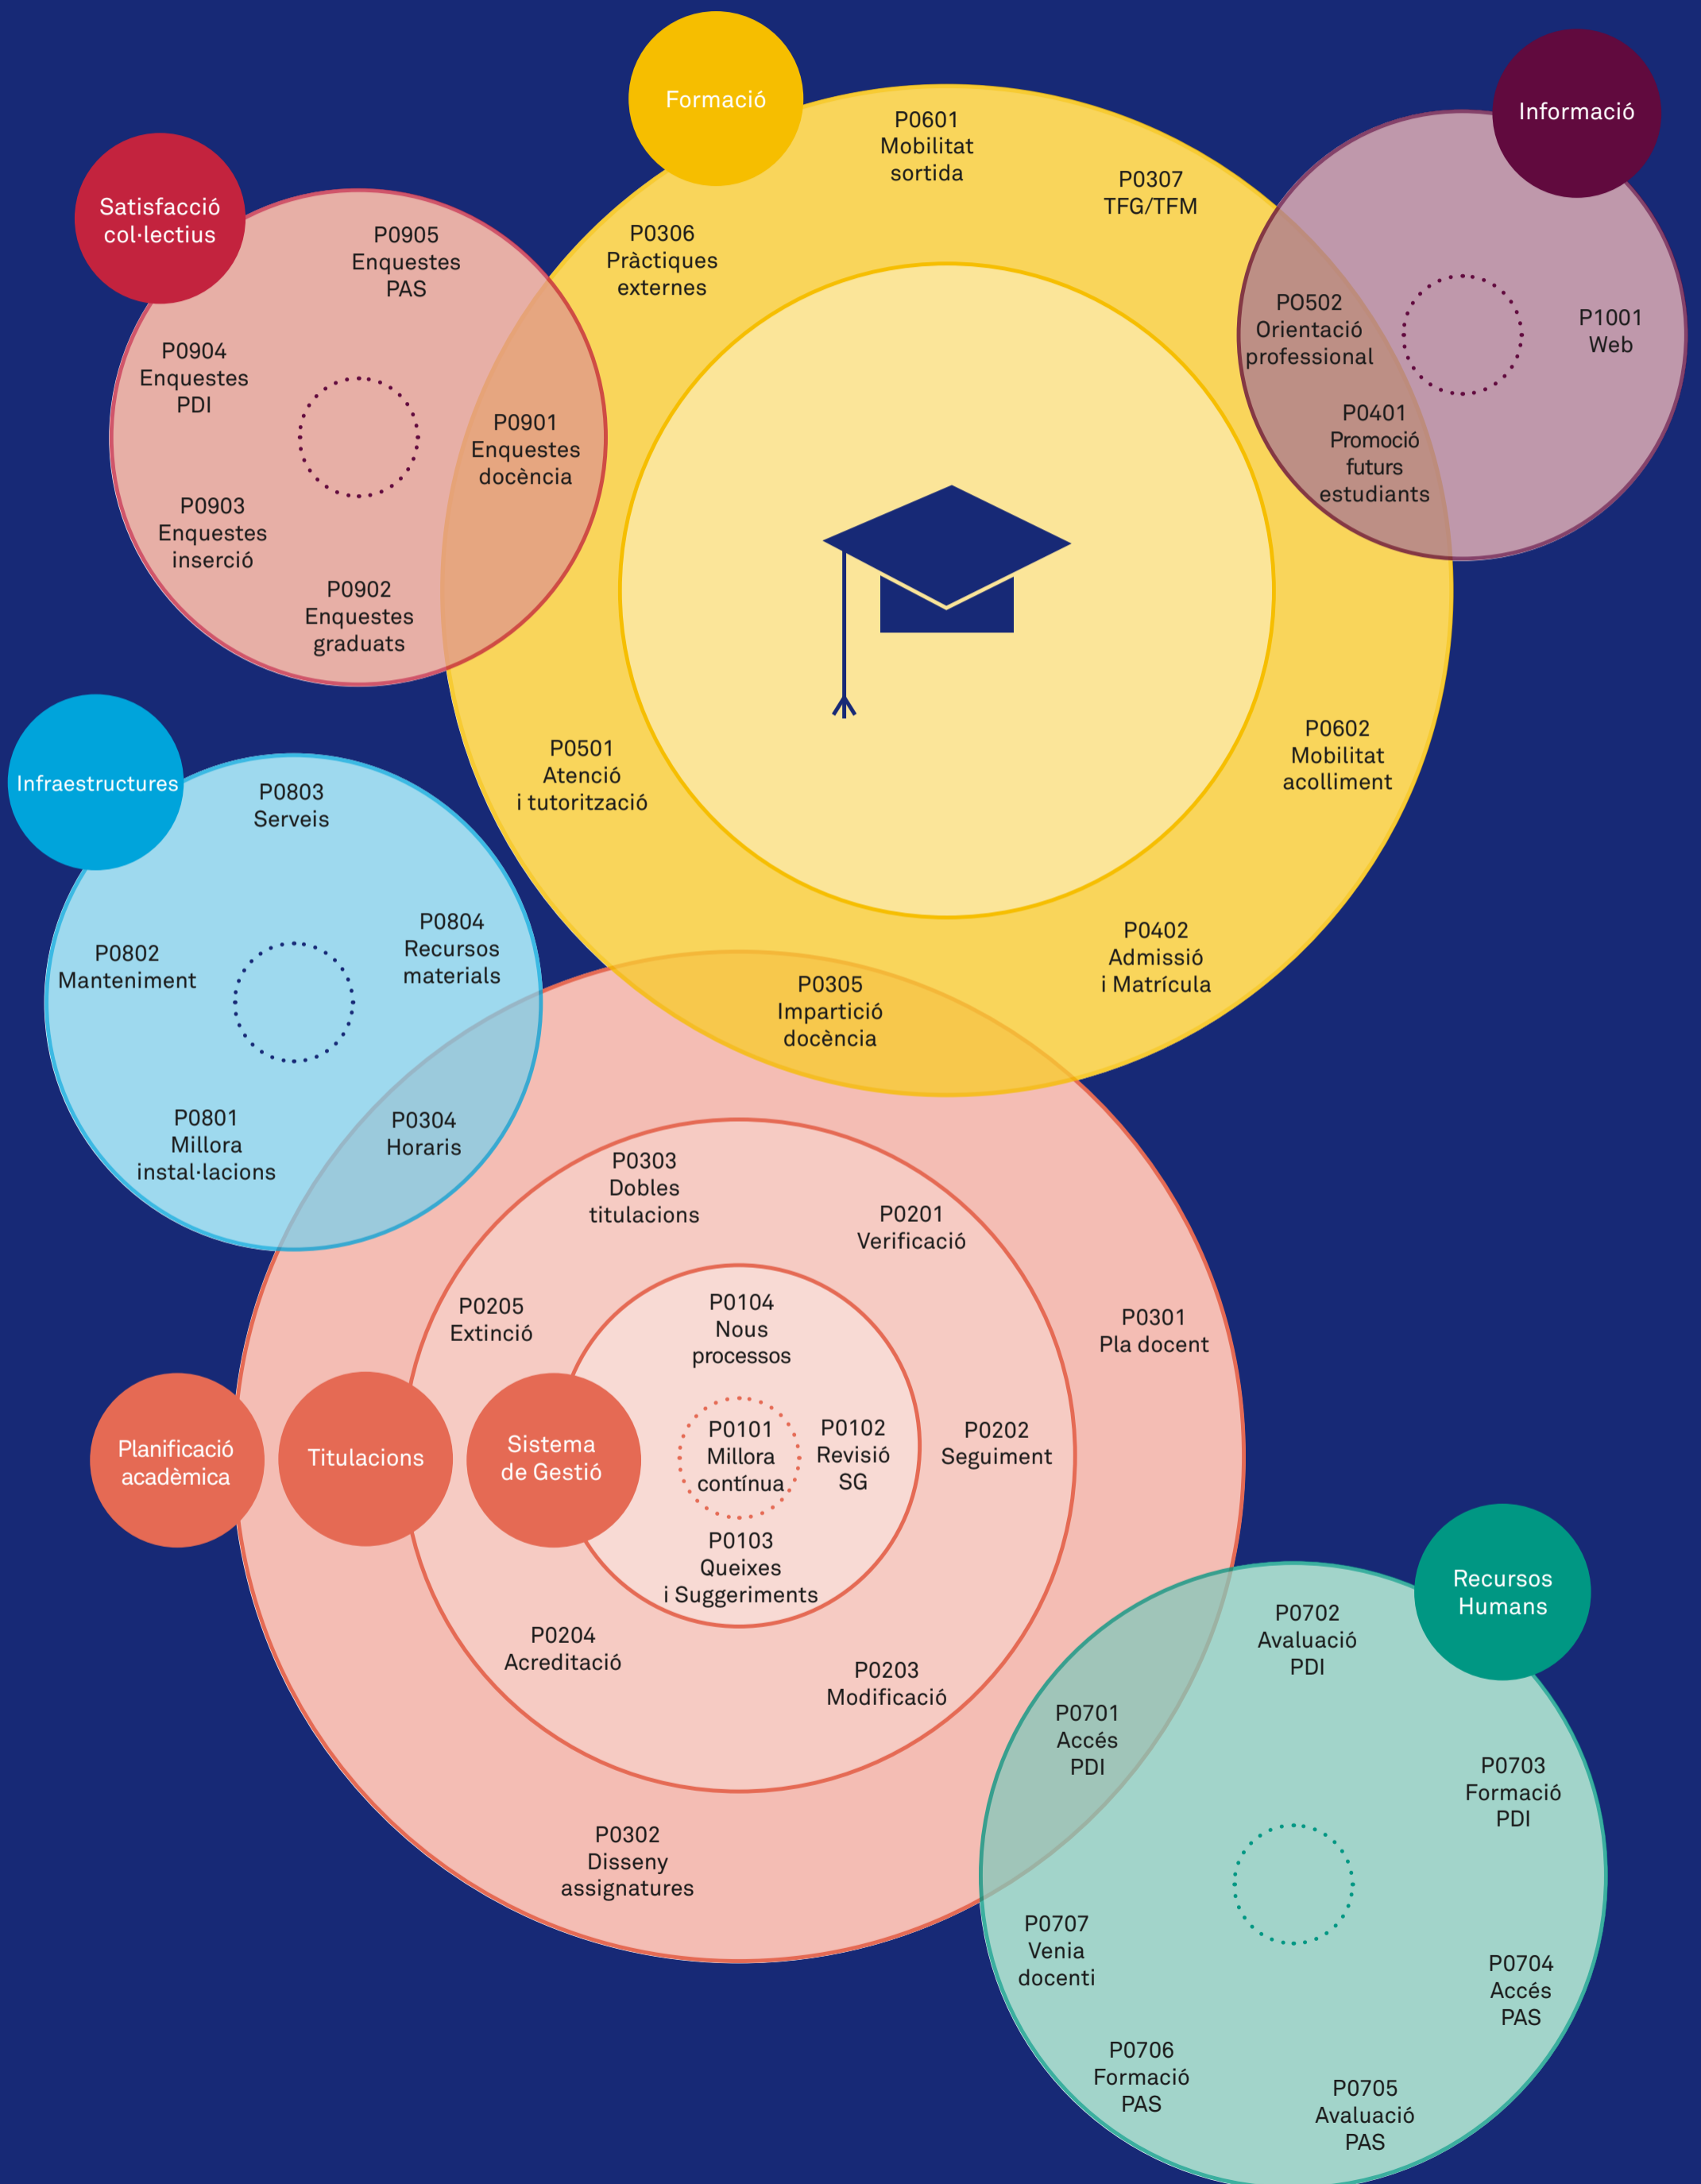 Formació
P0601
Mobilitat
sortida
P0307
TFG/TFM
P0306
Pràctiques
externes
Informació
PO502
Orientació
professional
P1001
Web
P0401
Promoció
futurs
estudiants
Satisfacció
col·lectius
P0905
Enquestes
PAS
P0904
Enquestes
PDI
P0901
Enquestes
docència
P0903
Enquestes
inserció
P0902
Enquestes
graduats
P0501
Atenció
i tutorització
P0602
Mobilitat
acolliment
P0402
Admissió
i Matrícula
P0305
Impartició
docència
Infraestructures
P0803
Serveis
P0804
Recursos
materials
P0802
Manteniment
P0801
Millora
instal·lacions
P0304
Horaris
P0303
Dobles
titulacions
P0201
Verificació
P0205
Extinció
P0104
Nous
processos
P0301
Pla docent
Planificació
acadèmica
Titulacions
Sistema
de Gestió
P0101
Millora
contínua
P0102
Revisió
SG
P0202
Seguiment
P0103
Queixes
i Suggeriments
P0204
Acreditació
P0203
Modificació
P0302
Disseny
assignatures
Recursos
Humans
P0702
Avaluació
PDI
P0701
Accés
PDI
P0703
Formació
PDI
P0707
Venia
docenti
P0704
Accés
PAS
P0706
Formació
PAS
P0705
Avaluació
PAS